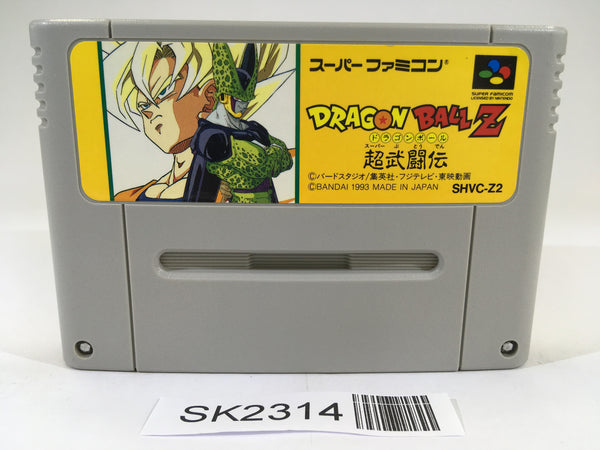 スーパーファミコン®
SUPER FAMICOM
LICENSED BY NINTENDO
DRAGON BALL Z
ドラゴンボール
スーパー ぶ とう でん
超武闘伝
©バードスタジオ/集英社・フジテレビ・東映動画
©BANDAI 1993 MADE IN JAPAN SHVC-Z2
SK2314